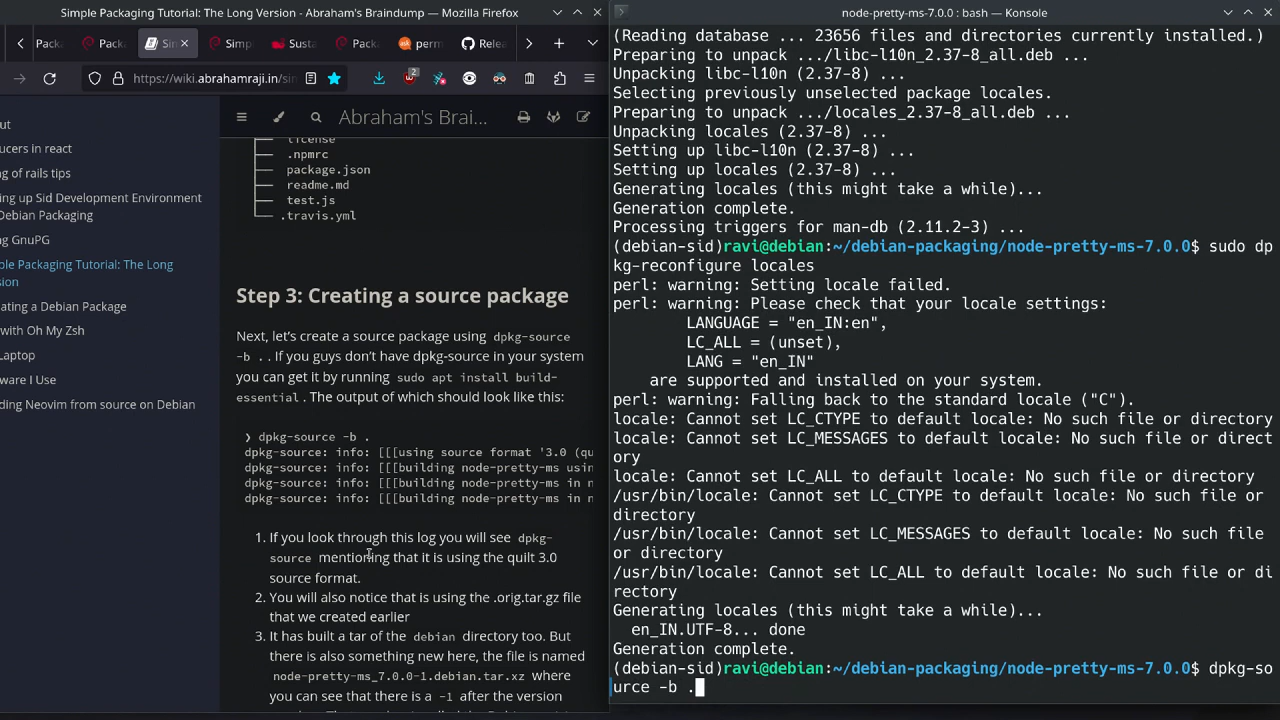 Simple Packaging Tutorial: The Long Version - Abraham's Braindump — Mozilla Firefox
Packa
Packa
Sin
Simpl
Susta
Packa
perm
Relea
https://wiki.abrahamraji.in/sim
2
ut
ucers in react
ng of rails tips
ing up Sid Development Environment
Debian Packaging
ng GnuPG
ple Packaging Tutorial: The Long
sion
ating a Debian Package
with Oh My Zsh
Laptop
ware I Use
ding Neovim from source on Debian
Abraham's Brai...
├── license
├── .npmrc
├── package.json
├── readme.md
├── test.js
└── .travis.yml
Step 3: Creating a source package
Next, let's create a source package using dpkg-source
-b . . If you guys don’t have dpkg-source in your system
you can get it by running sudo apt install build-
essential . The output of which should look like this:
❯ dpkg-source -b .
dpkg-source: info: [[[using source format '3.0 (q
dpkg-source: info: [[[building node-pretty-ms usin
dpkg-source: info: [[[building node-pretty-ms in n
dpkg-source: info: [[[building node-pretty-ms in n
1. If you look through this log you will see dpkg-
source mentioning that it is using the quilt 3.0
source format.
2. You will also notice that is using the .orig.tar.gz file
that we created earlier
3. It has built a tar of the debian directory too. But
there is also something new here, the file is named
node-pretty-ms_7.0.0-1.debian.tar.xz where
you can see that there is a -1 after the version
node-pretty-ms-7.0.0 : bash — Konsole
(Reading database ... 23656 files and directories currently installed.)
Preparing to unpack .../libc-l10n_2.37-8_all.deb ...
Unpacking libc-l10n (2.37-8) ...
Selecting previously unselected package locales.
Preparing to unpack .../locales_2.37-8_all.deb ...
Unpacking locales (2.37-8) ...
Setting up libc-l10n (2.37-8) ...
Setting up locales (2.37-8) ...
Generating locales (this might take a while)...
Generation complete.
Processing triggers for man-db (2.11.2-3) ...
(debian-sid)ravi@debian:~/debian-packaging/node-pretty-ms-7.0.0$ sudo dp
kg-reconfigure locales
perl: warning: Setting locale failed.
perl: warning: Please check that your locale settings:
LANGUAGE = "en_IN:en",
LC_ALL = (unset),
LANG = "en_IN"
are supported and installed on your system.
perl: warning: Falling back to the standard locale ("C").
locale: Cannot set LC_CTYPE to default locale: No such file or directory
locale: Cannot set LC_MESSAGES to default locale: No such file or direct
ory
locale: Cannot set LC_ALL to default locale: No such file or directory
/usr/bin/locale: Cannot set LC_CTYPE to default locale: No such file or
directory
/usr/bin/locale: Cannot set LC_MESSAGES to default locale: No such file
or directory
/usr/bin/locale: Cannot set LC_ALL to default locale: No such file or di
rectory
Generating locales (this might take a while)...
en_IN.UTF-8... done
Generation complete.
(debian-sid)ravi@debian:~/debian-packaging/node-pretty-ms-7.0.0$ dpkg-so
urce -b .